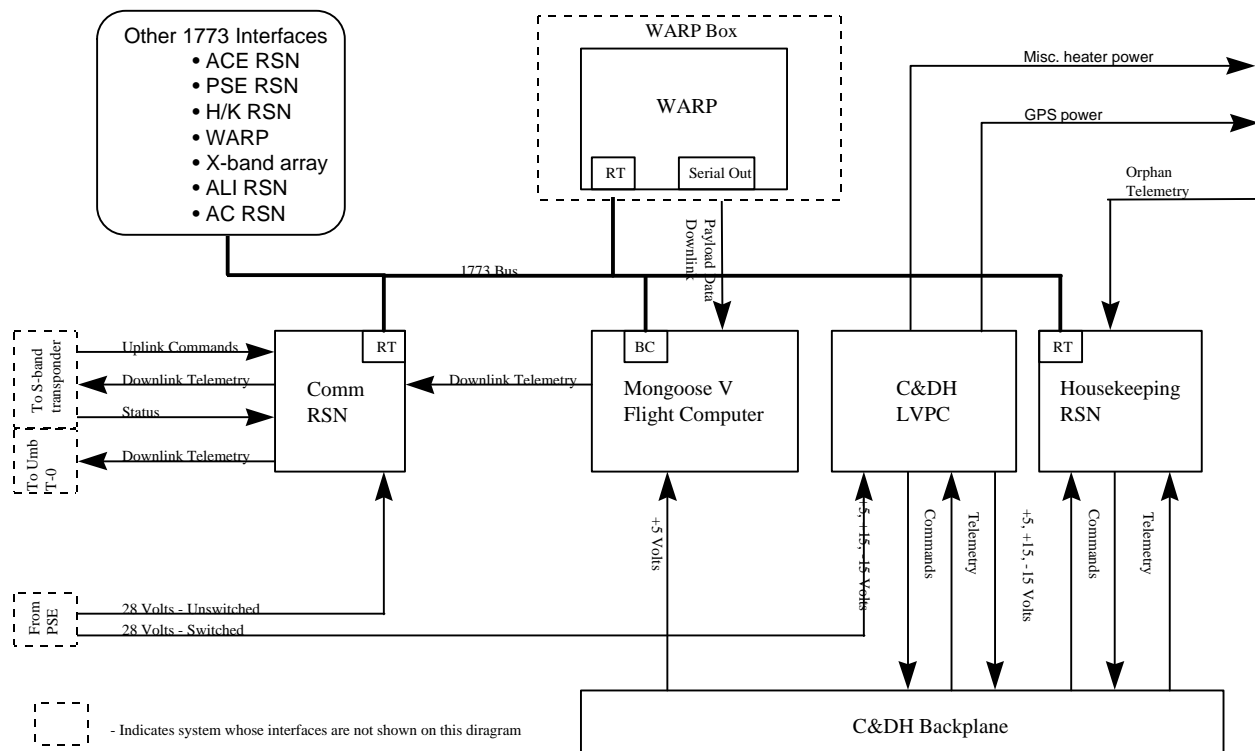 Other 1773 Interfaces
• ACE RSN
• PSE RSN
• H/K RSN
• WARP
• X-band array
• ALI RSN
• AC RSN
WARP Box
WARP
RT
Serial Out
Misc. heater power
GPS power
Orphan
Telemetry
Payload Data
Downlink
1773 Bus
To S-band
transponder
Uplink Commands
Downlink Telemetry
Status
To Umb
T-0
Downlink Telemetry
RT
Comm
RSN
Downlink Telemetry
BC
Mongoose V
Flight Computer
C&DH
LVPC
RT
Housekeeping
RSN
+5 Volts
+5, +15, -15 Volts
Commands
Telemetry
+5, +15, -15 Volts
Commands
Telemetry
From
PSE
28 Volts - Unswitched
28 Volts - Switched
C&DH Backplane
- Indicates system whose interfaces are not shown on this diragram